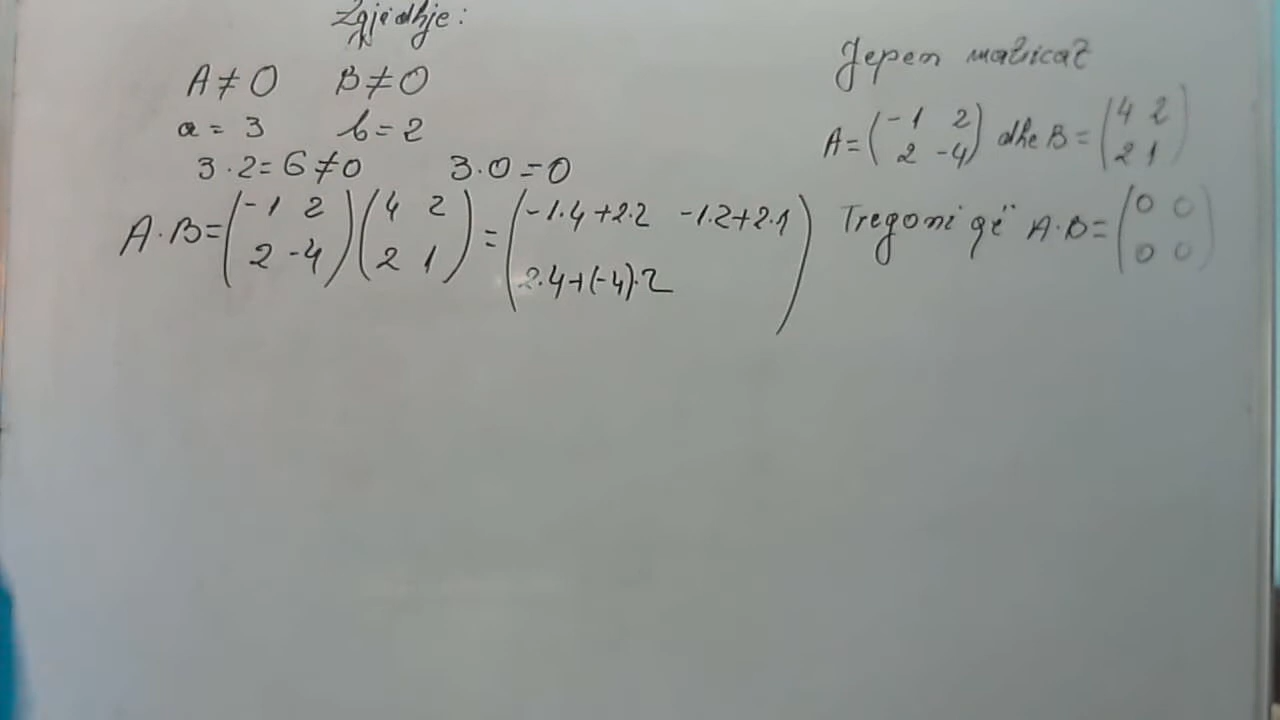 Zgjidhje:
A ≠ O B ≠ O
a = 3 b = 2
3 · 2 = 6 ≠ 0 3 · 0 = 0
A · B = (-1 2 2 -4) (4 2 2 1) = (-1·4+2·2 -1·2+2·1 2·4+(-4)·2)
Jepen matricat
A = (-1 2 2 -4) dhe B = (4 2 2 1)
Tregoni që A·B = (0 0 0 0)